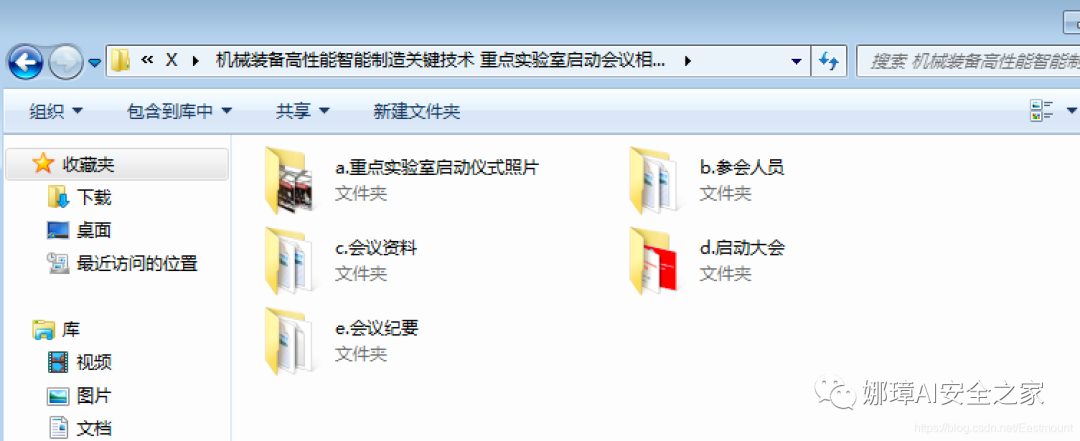 « X 机械装备高性能智能制造关键技术 重点实验室启动会议相...
搜索 机械装备高性能智能制
组织 包含到库中 共享 新建文件夹
收藏夹
下载
桌面
最近访问的位置
库
视频
图片
文档
a.重点实验室启动仪式照片
文件夹
b.参会人员
文件夹
c.会议资料
文件夹
d.启动大会
文件夹
e.会议纪要
文件夹
娜璋AI安全之家
https://blog.csdn.net/Eastmount